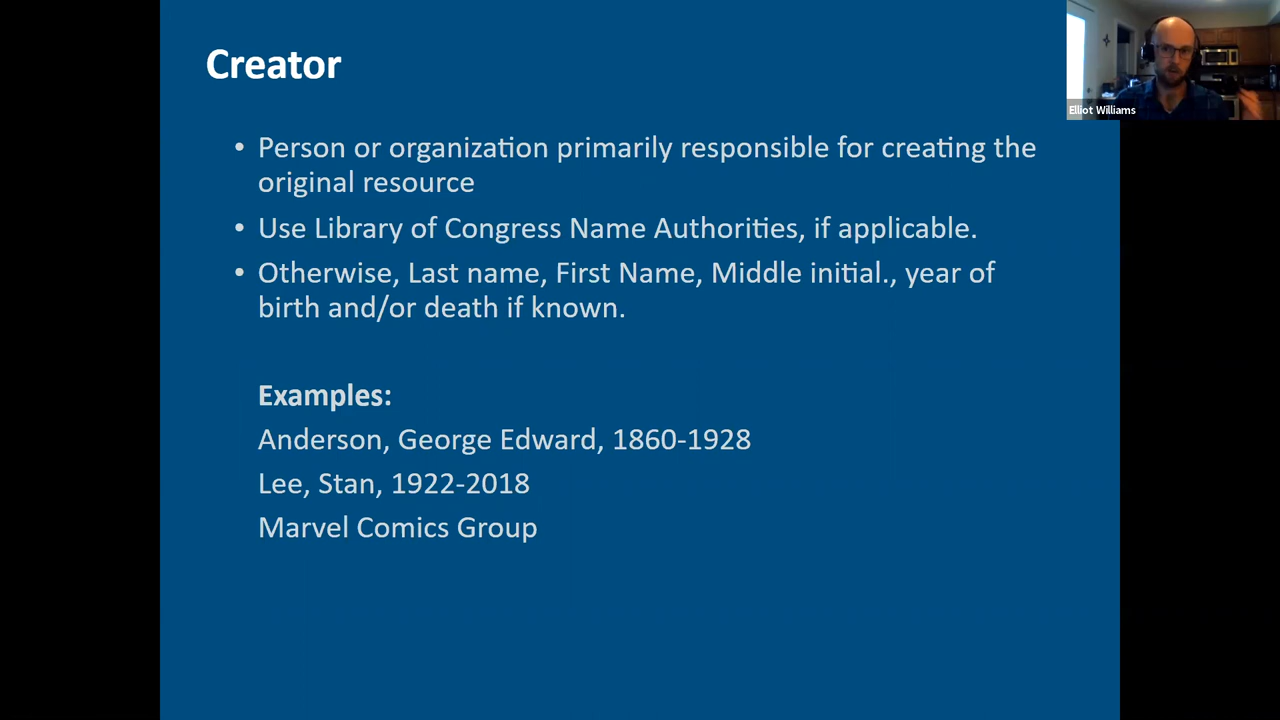 Creator
Elliot Williams
• Person or organization primarily responsible for creating the
original resource
• Use Library of Congress Name Authorities, if applicable.
• Otherwise, Last name, First Name, Middle initial., year of
birth and/or death if known.
Examples:
Anderson, George Edward, 1860-1928
Lee, Stan, 1922-2018
Marvel Comics Group